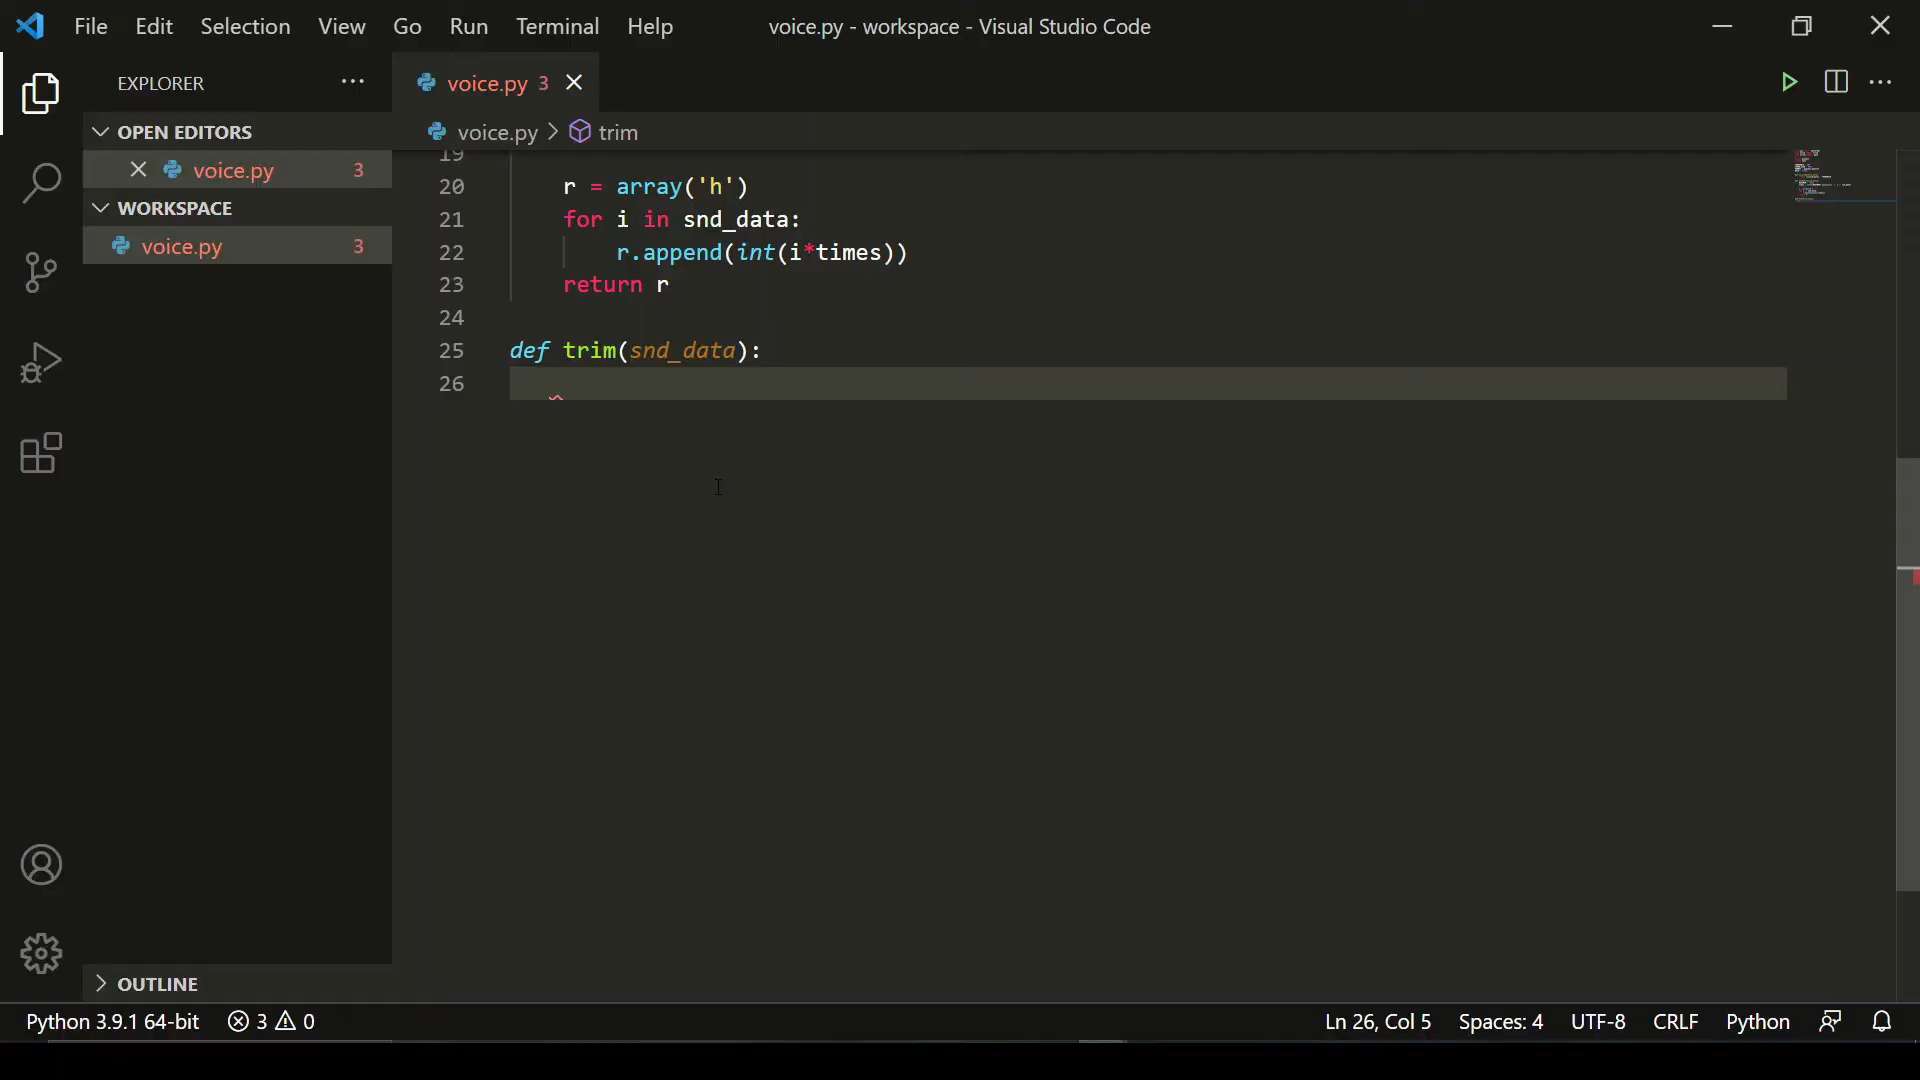 File Edit Selection View Go Run Terminal Help voice.py - workspace - Visual Studio Code
EXPLORER
voice.py 3
OPEN EDITORS
voice.py > trim
voice.py 3
WORKSPACE
voice.py 3
19
20 r = array('h')
21 for i in snd_data:
22 r.append(int(i*times))
23 return r
24
25 def trim(snd_data):
26
OUTLINE
Python 3.9.1 64-bit 3 0 Ln 26, Col 5 Spaces: 4 UTF-8 CRLF Python